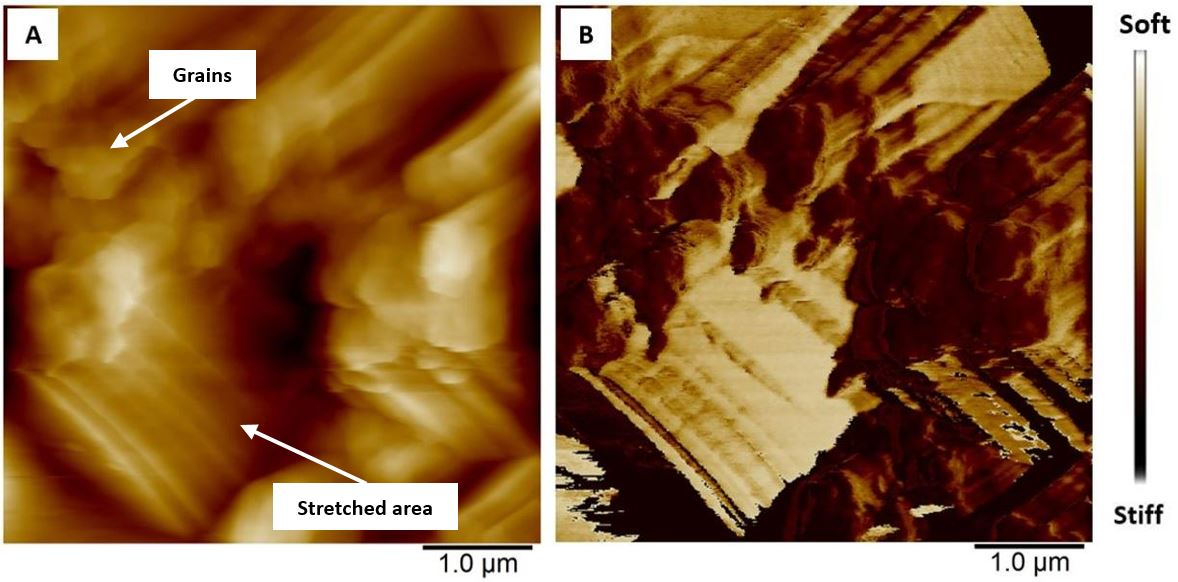 A
Grains
Stretched area
1.0 µm
B
1.0 µm
Soft
Stiff